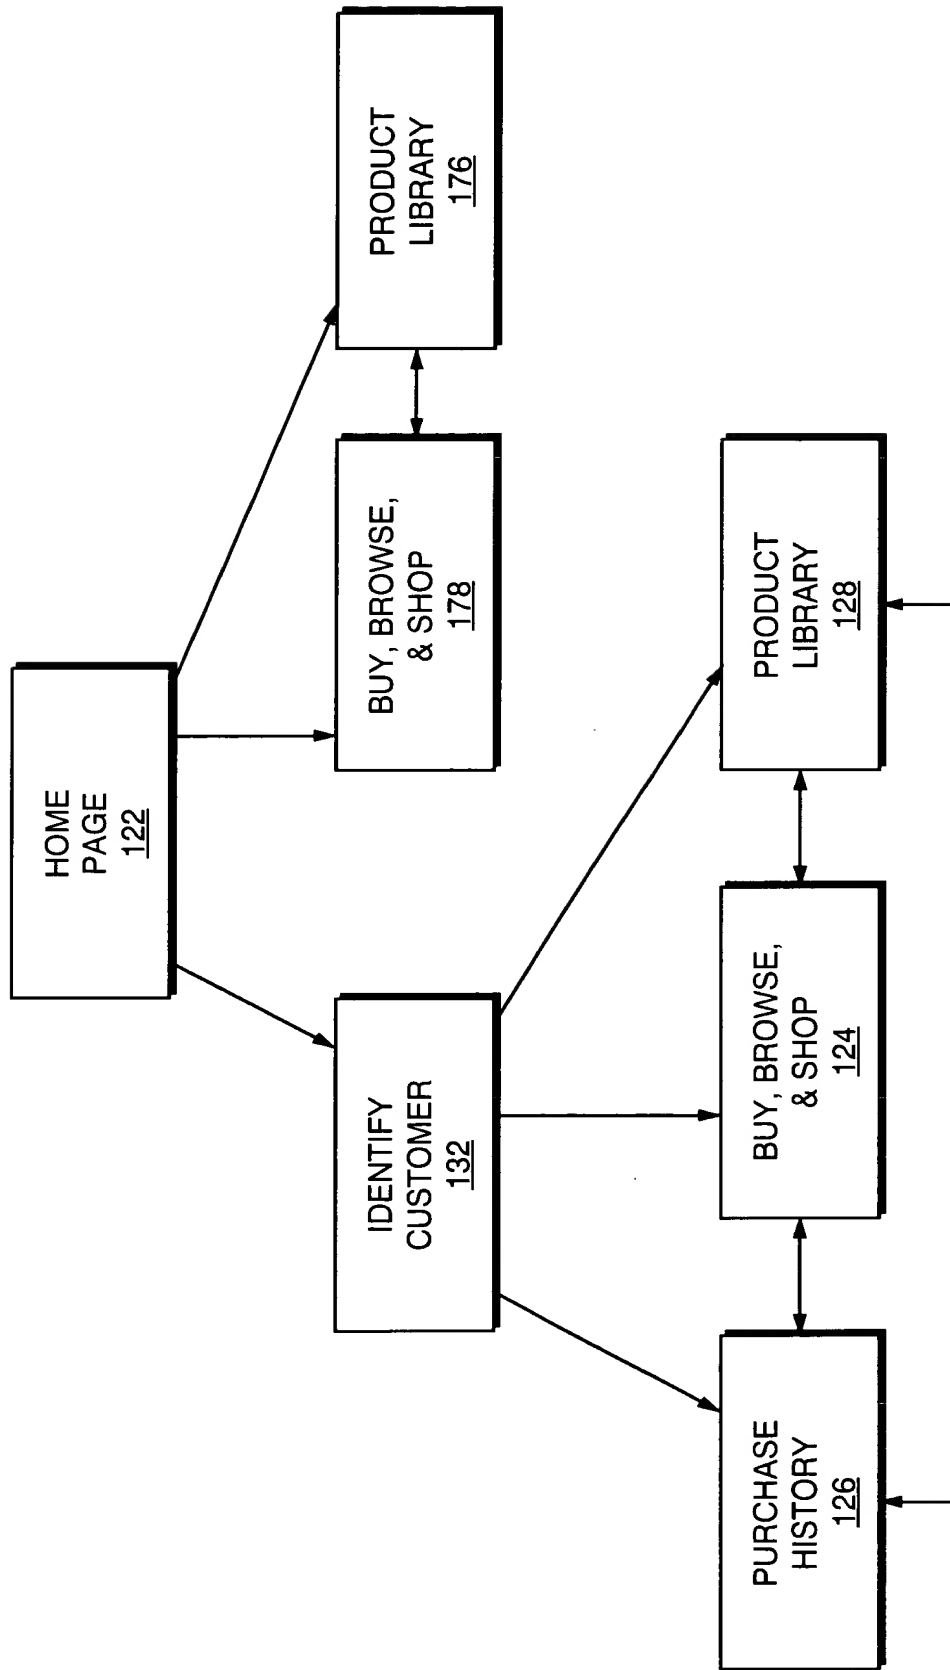 HOME
PAGE
122
IDENTIFY
CUSTOMER
132
BUY, BROWSE,
& SHOP
178
PRODUCT
LIBRARY
176
PURCHASE
HISTORY
126
BUY, BROWSE,
& SHOP
124
PRODUCT
LIBRARY
128